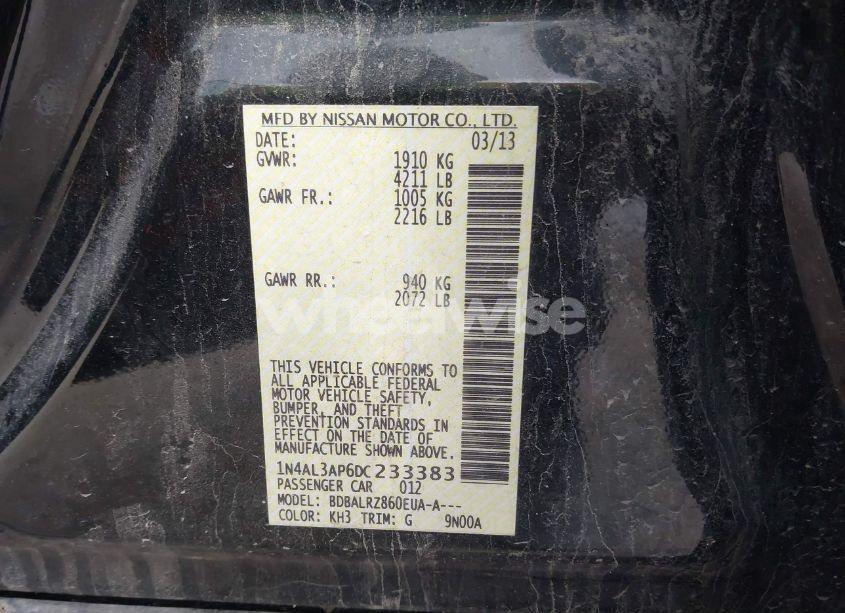 MFD BY NISSAN MOTOR CO., LTD.
DATE: 03/13
GVWR: 1910 KG
4211 LB
GAWR FR.: 1005 KG
2216 LB
GAWR RR.: 940 KG
2072 LB
wheelwise
THIS VEHICLE CONFORMS TO
ALL APPLICABLE FEDERAL
MOTOR VEHICLE SAFETY,
BUMPER, AND THEFT
PREVENTION STANDARDS IN
EFFECT ON THE DATE OF
MANUFACTURE SHOWN ABOVE.
1N4AL3AP6DC233383
PASSENGER CAR 012
MODEL: BDBALRZ860EUA-A---
COLOR: KH3 TRIM: G 9N00A